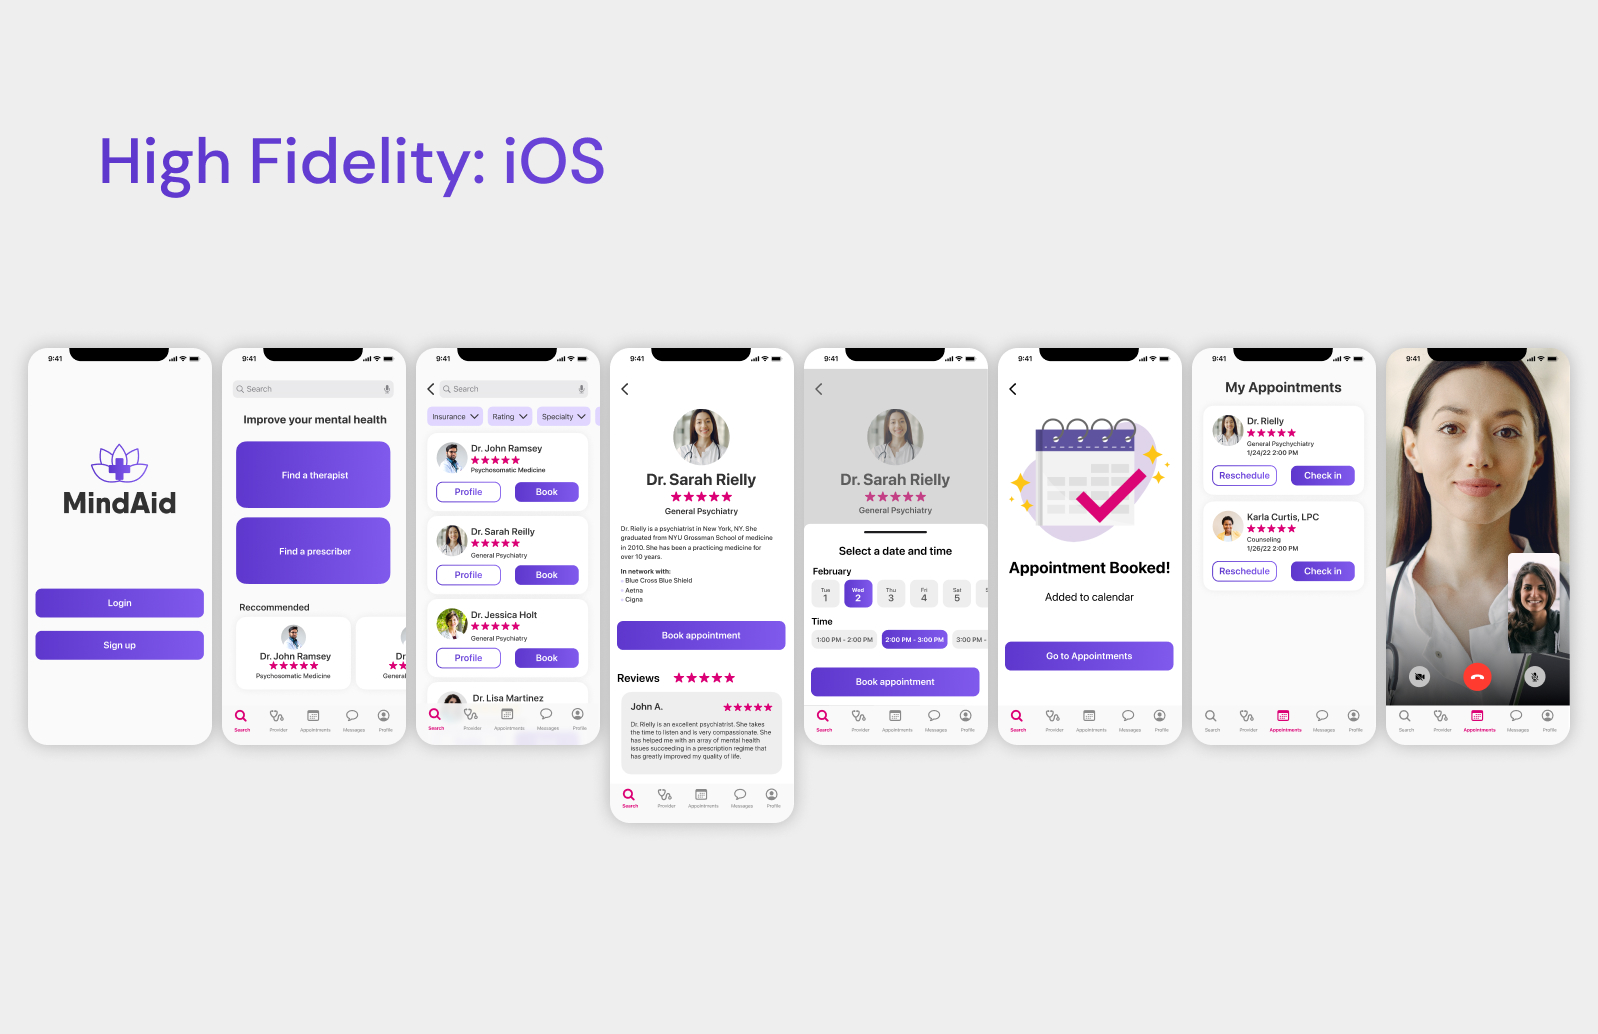 High Fidelity: iOS
9:41
MindAid
Login
Sign up
9:41
Search
Improve your mental health
Find a therapist
Find a prescriber
Reccommended
Dr. John Ramsey
Psychosomatic Medicine
Dr.
General
Search Provider Appointments Messages Profile
9:41
Search
Insurance Rating Specialty
Dr. John Ramsey
Psychosomatic Medicine
Profile Book
Dr. Sarah Reilly
General Psychiatry
Profile Book
Dr. Jessica Holt
General Psychiatry
Profile Book
Dr. Lisa Martinez
Search Provider Appointments Messages Profile
9:41
Dr. Sarah Rielly
General Psychiatry
Dr. Rielly is a psychiatrist in New York, NY. She
graduated from NYU Grossman School of medicine
in 2010. She has been a practicing medicine for
over 10 years.
In network with:
- Blue Cross Blue Shield
- Aetna
- Cigna
Book appointment
Reviews
John A.
Dr. Rielly is an excellent psychiatrist. She takes
the time to listen and is very compassionate. She
has helped me with an array of mental health
issues succeeding in a prescription regime that
has greatly improved my quality of life.
Search Provider Appointments Messages Profile
9:41
Dr. Sarah Rielly
General Psychiatry
Select a date and time
February
Tue Wed Thu Fri Sat S
1 2 3 4 5
Time
1:00 PM - 2:00 PM 2:00 PM - 3:00 PM 3:00 PM -
Book appointment
Search Provider Appointments Messages Profile
9:41
Appointment Booked!
Added to calendar
Go to Appointments
Search Provider Appointments Messages Profile
9:41
My Appointments
Dr. Rielly
General Psychchiatry
1/24/22 2:00 PM
Reschedule Check in
Karla Curtis, LPC
Counseling
1/26/22 2:00 PM
Reschedule Check in
Search Provider Appointments Messages Profile
9:41
Search Provider Appointments Messages Profile